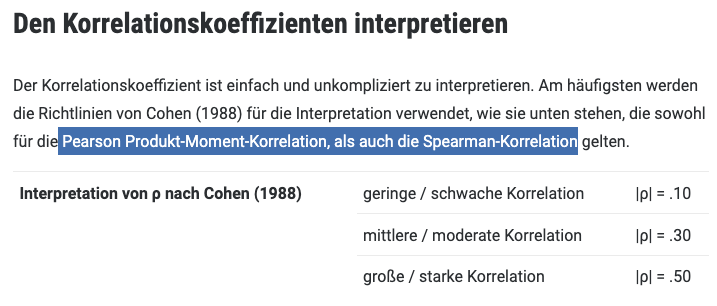 Den Korrelationskoeffizienten interpretieren
Der Korrelationskoeffizient ist einfach und unkompliziert zu interpretieren. Am häufigsten werden
die Richtlinien von Cohen (1988) für die Interpretation verwendet, wie sie unten stehen, die sowohl
für die Pearson Produkt-Moment-Korrelation, als auch die Spearman-Korrelation gelten.
Interpretation von ρ nach Cohen (1988) geringe / schwache Korrelation |ρ| = .10
mittlere / moderate Korrelation |ρ| = .30
große / starke Korrelation |ρ| = .50